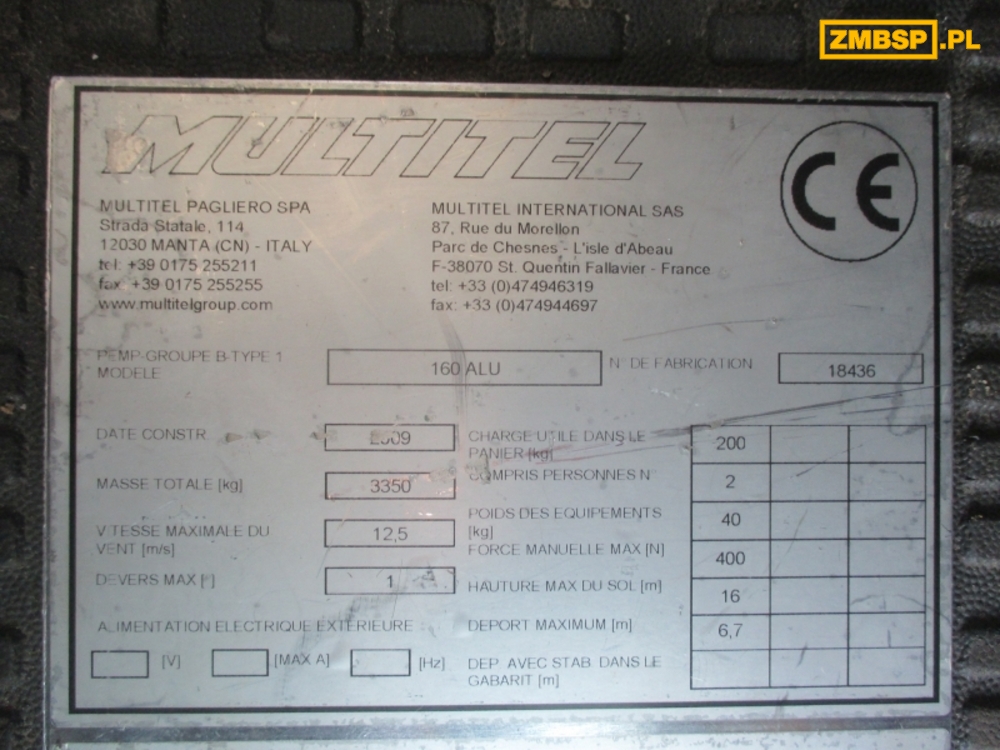 ZMBSP.PL
MULTITEL
CE
MULTITEL PAGLIERO SPA
Strada Statale, 114
12030 MANTA (CN) - ITALY
tel: +39 0175 255211
fax: +39 0175 255255
www.multitelgroup.com
MULTITEL INTERNATIONAL SAS
87, Rue du Morellon
Parc de Chesnes - L'isle d'Abeau
F-38070 St. Quentin Fallavier - France
tel: +33 (0)474946319
fax: +33 (0)474944697
PEMP-GROUPE B-TYPE 1
MODELE
160 ALU
N° DE FABRICATION
18436
DATE CONSTR
2009
MASSE TOTALE [kg]
3350
VITESSE MAXIMALE DU
VENT [m/s]
12,5
DEVERS MAX [°]
1
ALIMENTATION ELECTRIQUE EXTERIEURE
[V]
[MAX A]
[Hz]
CHARGE UTILE DANS LE
PANIER [kg]
200
COMPRIS PERSONNES N
2
POIDS DES EQUIPEMENTS
[kg]
40
FORCE MANUELLE MAX [N]
400
HAUTURE MAX DU SOL [m]
16
DEPORT MAXIMUM [m]
6,7
DEP AVEC STAB DANS LE
GABARIT [m]